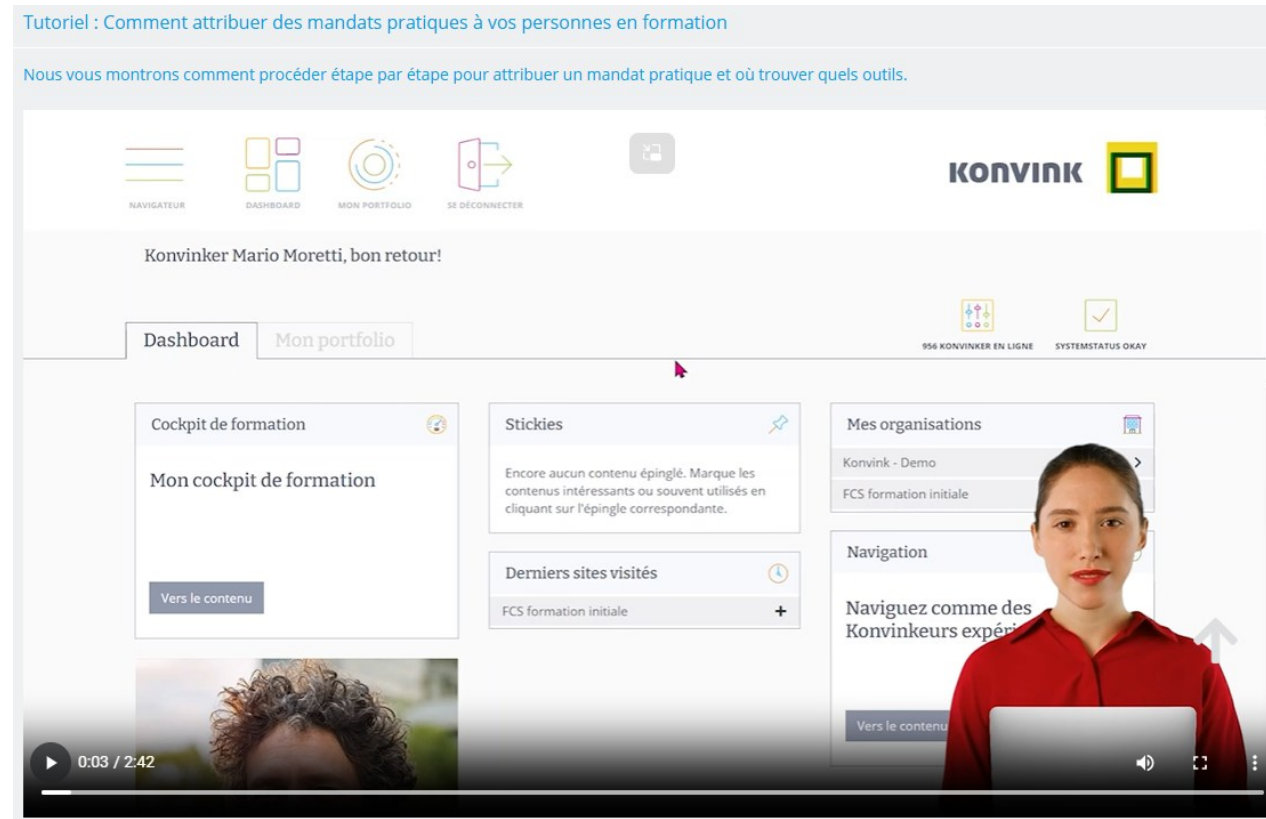 Tutoriel : Comment attribuer des mandats pratiques à vos personnes en formation
Nous vous montrons comment procéder étape par étape pour attribuer un mandat pratique et où trouver quels outils.
KONVINK
NAVIGATEUR
DASHBOARD
MON PORTFOLIO
SE DÉCONNECTER
Konvinker Mario Moretti, bon retour!
Dashboard
Mon portfolio
956 KONVINKER EN LIGNE
SYSTEMSTATUS OKAY
Cockpit de formation
Mon cockpit de formation
Vers le contenu
Stickies
Encore aucun contenu épinglé. Marque les
contenus intéressants ou souvent utilisés en
cliquant sur l'épingle correspondante.
Derniers sites visités
FCS formation initiale
Mes organisations
Konvink - Demo
FCS formation initiale
Navigation
Naviguez comme des
Konvinkeurs expéri
Vers le contenu
0:03 / 2:42